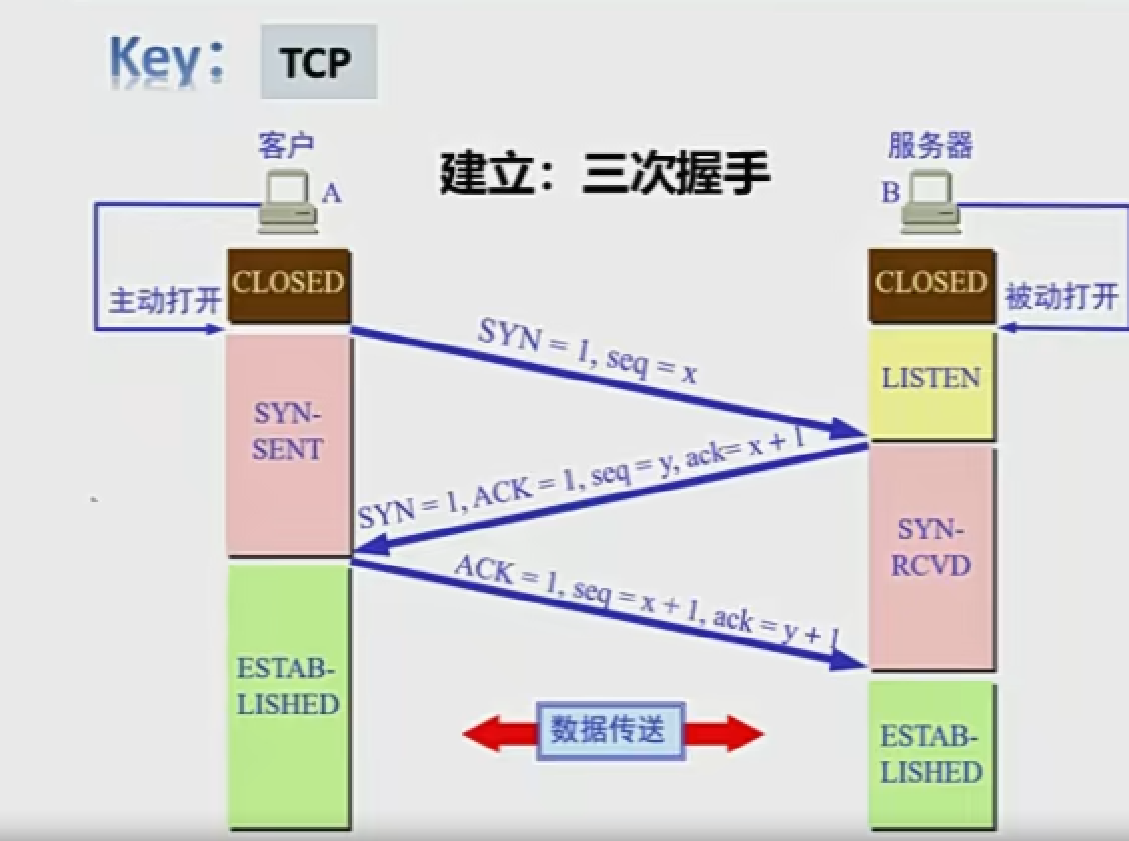 Key： TCP
客户
建立：三次握手
服务器
A
B
CLOSED
CLOSED
主动打开
被动打开
SYN = 1, seq = x
LISTEN
SYN-
SENT
SYN = 1, ACK = 1, seq = y, ack= x + 1
SYN-
RCVD
ACK = 1, seq = x + 1, ack = y + 1
ESTAB-
LISHED
数据传送
ESTAB-
LISHED